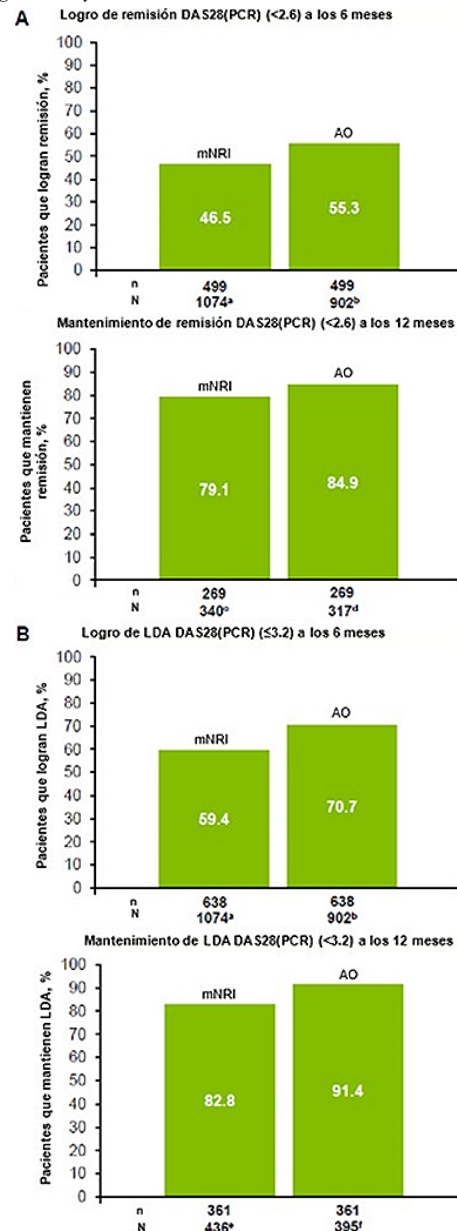 A Logro de remisión DAS28(PCR) (<2.6) a los 6 meses
Pacientes que logran remisión, %
100
90
80
70
60
50
40
30
20
10
0
mNRI
AO
46.5
55.3
n 499 499
N 1074ª 902ᵇ
Mantenimiento de remisión DAS28(PCR) (<2.6) a los 12 meses
Pacientes que mantienen
remisión, %
100
90
80
70
60
50
40
30
20
10
0
mNRI
AO
79.1
84.9
n 269 269
N 340ᶜ 317ᵈ
B Logro de LDA DAS28(PCR) (≤3.2) a los 6 meses
Pacientes que logran LDA, %
100
90
80
70
60
50
40
30
20
10
0
mNRI
AO
59.4
70.7
n 638 638
N 1074ª 902ᵇ
Mantenimiento de LDA DAS28(PCR) (<3.2) a los 12 meses
Pacientes que mantienen LDA, %
100
90
80
70
60
50
40
30
20
10
0
mNRI
AO
82.8
91.4
n 361 361
N 436ᵉ 395ᶠ